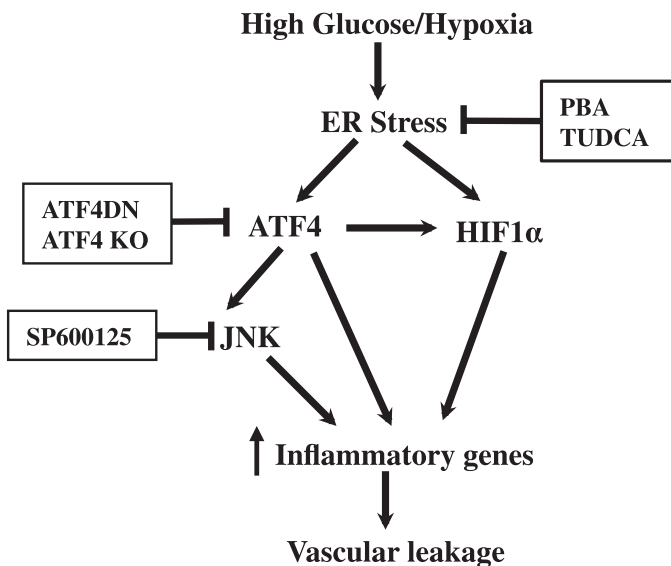 High Glucose/Hypoxia
ER Stress
PBA
TUDCA
ATF4DN
ATF4 KO
ATF4
HIF1α
SP600125
JNK
Inflammatory genes
Vascular leakage